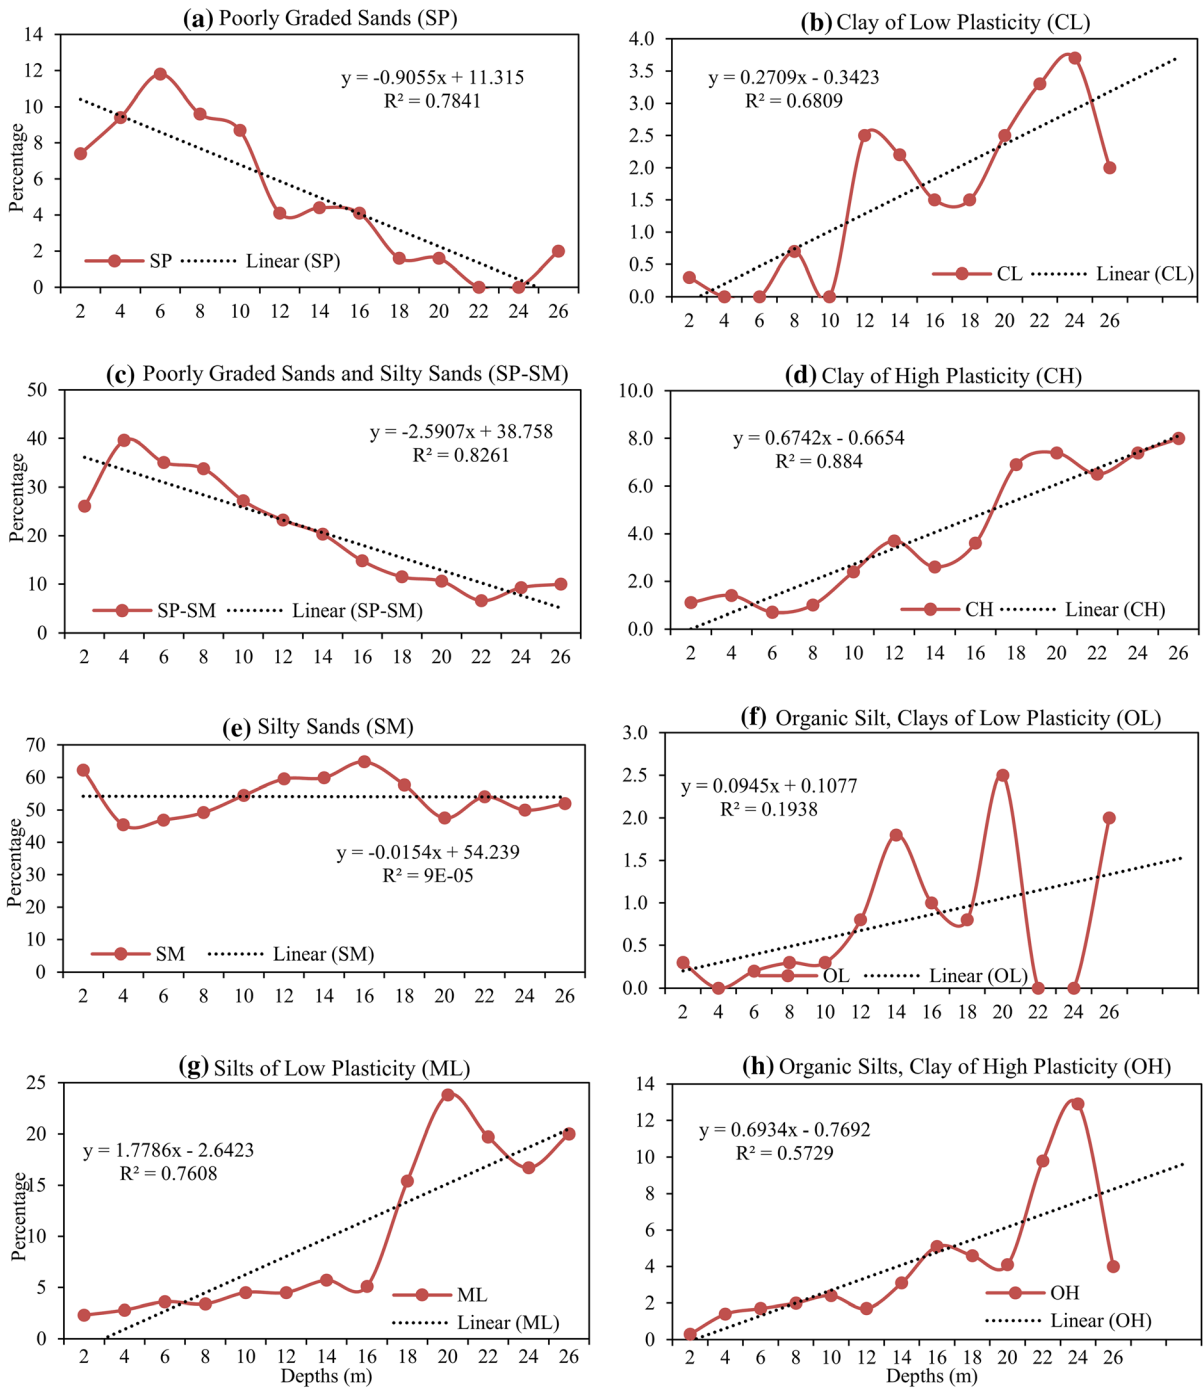 (a) Poorly Graded Sands (SP)
14
12
10
8
6
4
2
0
Percentage
y = -0.9055x + 11.315
R² = 0.7841
SP Linear (SP)
2 4 6 8 10 12 14 16 18 20 22 24 26
(b) Clay of Low Plasticity (CL)
4.0
3.5
3.0
2.5
2.0
1.5
1.0
0.5
0.0
y = 0.2709x - 0.3423
R² = 0.6809
CL Linear (CL)
2 4 6 8 10 12 14 16 18 20 22 24 26
(c) Poorly Graded Sands and Silty Sands (SP-SM)
50
40
30
20
10
0
Percentage
y = -2.5907x + 38.758
R² = 0.8261
SP-SM Linear (SP-SM)
2 4 6 8 10 12 14 16 18 20 22 24 26
(d) Clay of High Plasticity (CH)
10.0
8.0
6.0
4.0
2.0
0.0
y = 0.6742x - 0.6654
R² = 0.884
CH Linear (CH)
2 4 6 8 10 12 14 16 18 20 22 24 26
(e) Silty Sands (SM)
70
60
50
40
30
20
10
0
Percentage
y = -0.0154x + 54.239
R² = 9E-05
SM Linear (SM)
2 4 6 8 10 12 14 16 18 20 22 24 26
(f) Organic Silt, Clays of Low Plasticity (OL)
3.0
2.5
2.0
1.5
1.0
0.5
0.0
y = 0.0945x + 0.1077
R² = 0.1938
OL Linear (OL)
2 4 6 8 10 12 14 16 18 20 22 24 26
(g) Silts of Low Plasticity (ML)
25
20
15
10
5
0
Percentage
y = 1.7786x - 2.6423
R² = 0.7608
ML
Linear (ML)
2 4 6 8 10 12 14 16 18 20 22 24 26
Depths (m)
(h) Organic Silts, Clay of High Plasticity (OH)
14
12
10
8
6
4
2
0
y = 0.6934x - 0.7692
R² = 0.5729
OH
Linear (OH)
2 4 6 8 10 12 14 16 18 20 22 24 26
Depths (m)